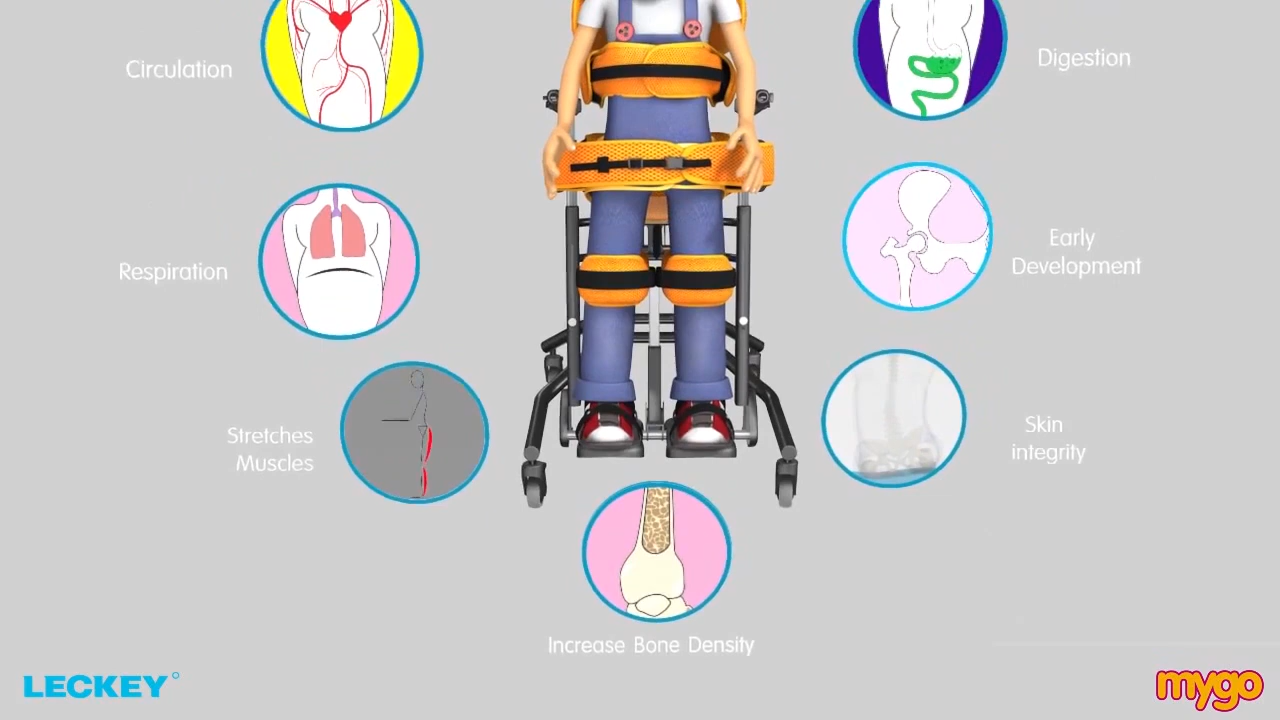 Circulation
Digestion
Respiration
Early
Development
Stretches
Muscles
Skin
integrity
Increase Bone Density
LECKEY
mygo